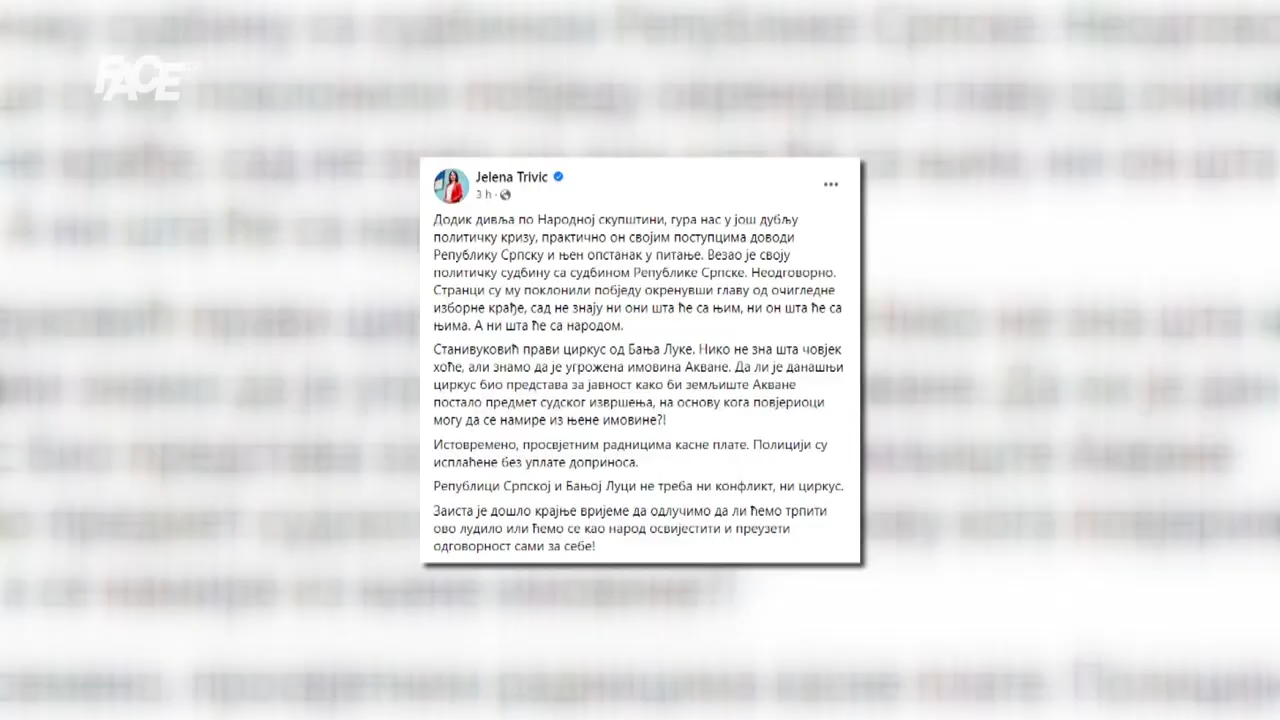 FACE
Jelena Trivic
3 h
Додик дивља по Народној скупштини, гура нас у још дубљу
политичку кризу, практично он својим поступцима доводи
Републику Српску и њен опстанак у питање. Везао је своју
политичку судбину са судбином Републике Српске. Неодговорно.
Странци су му поклонили побједу окренувши главу од очигледне
изборне крађе, сад не знају ни они шта ће са њим, ни он шта ће са
њима. А ни шта ће са народом.
Станивуковић прави циркус од Бања Луке. Нико не зна шта човјек
хоће, али знамо да је угрожена имовина Акване. Да ли је данашњи
циркус био представа за јавност како би земљиште Акване
постало предмет судског извршења, на основу кога повјериоци
могу да се намире из њене имовине?!
Истовремено, просвјетним радницима касне плате. Полицији су
исплаћене без уплате доприноса.
Републици Српској и Бањој Луци не треба ни конфликт, ни циркус.
Заиста је дошло крајње вријеме да одлучимо да ли ћемо трпити
ово лудило или ћемо се као народ освијестити и преузети
одговорност сами за себе!